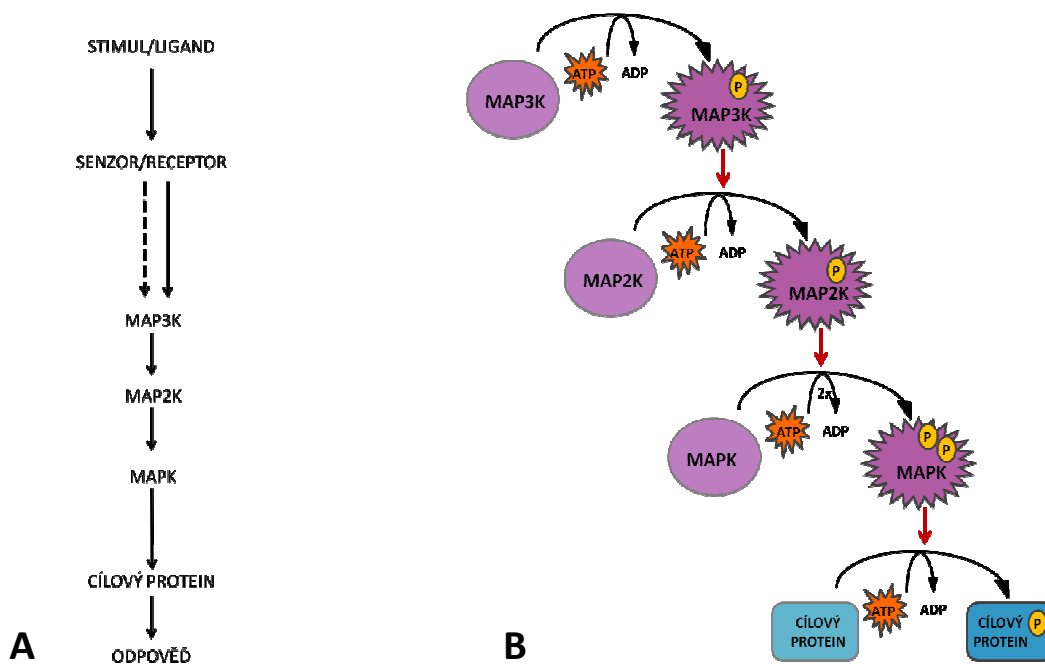 STIMUL/LIGAND
SENZOR/RECEPTOR
MAP3K
MAP2K
MAPK
CÍLOVÝ PROTEIN
ODPOVĚĎ
A
MAP3K
ATP
ADP
P
MAP3K
MAP2K
ATP
ADP
P
MAP2K
MAPK
ATP
2x
ADP
P
P
MAPK
CÍLOVÝ
PROTEIN
ATP
ADP
CÍLOVÝ
PROTEIN
P
B